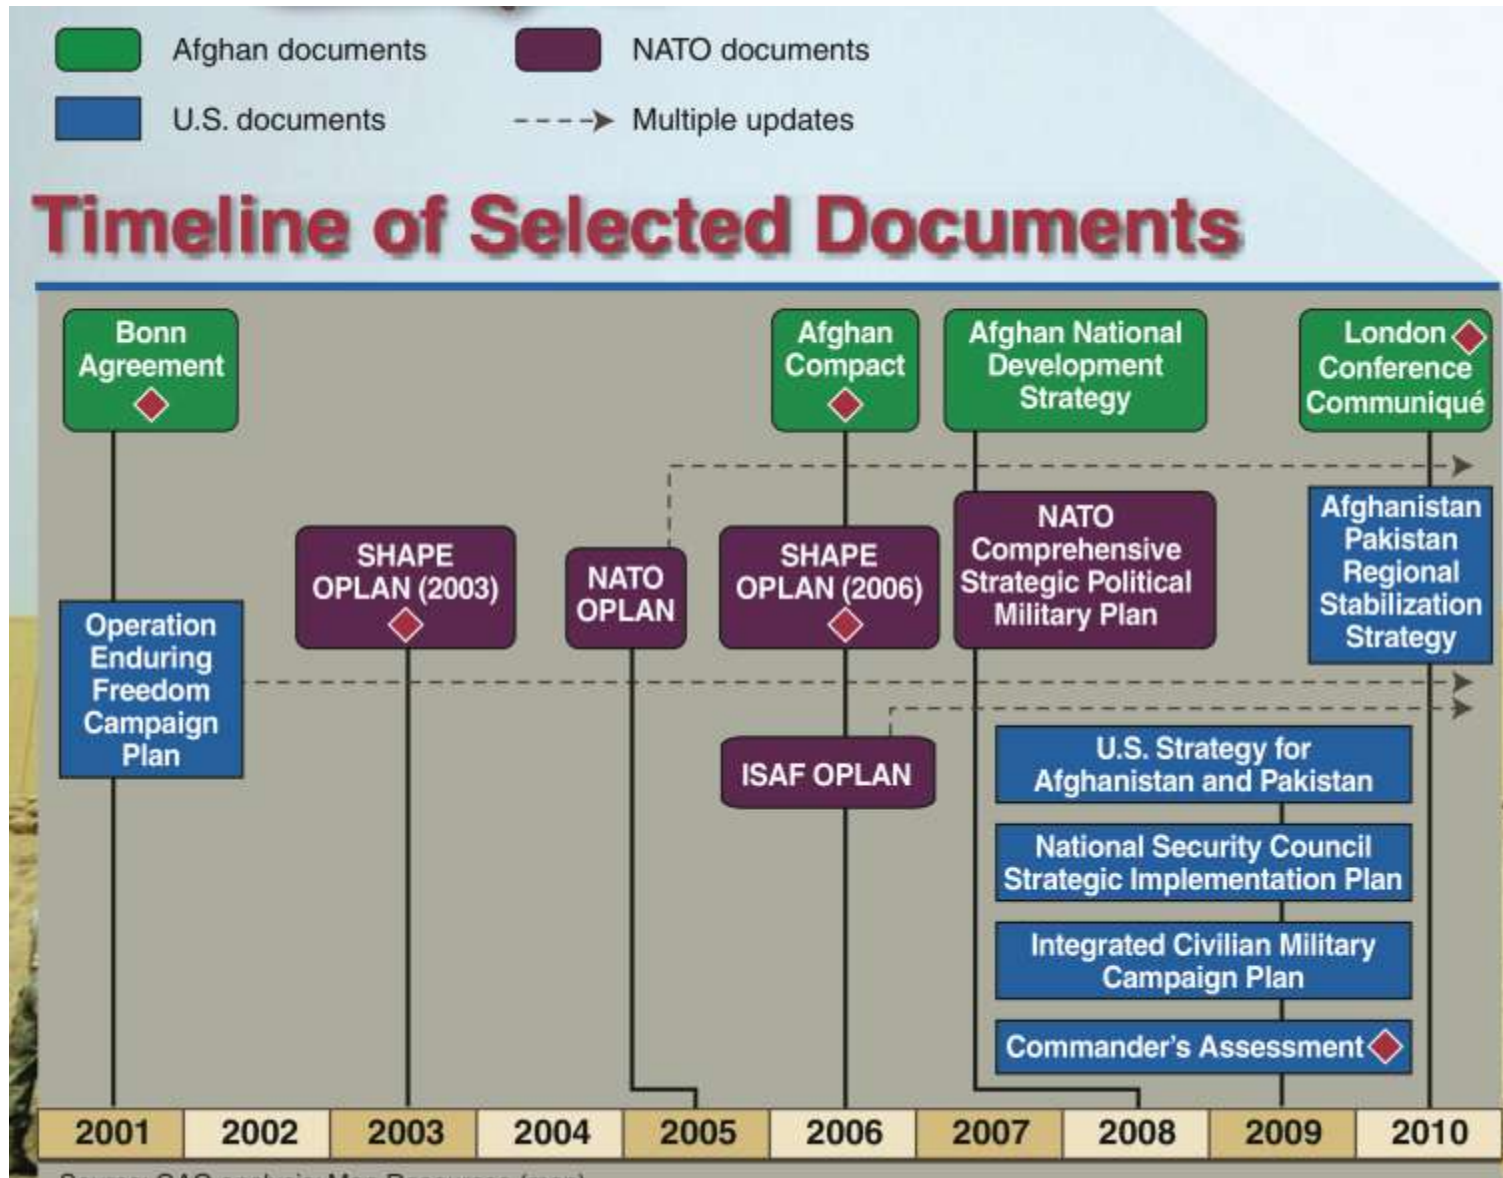 Afghan documents
NATO documents
U.S. documents
Multiple updates
Timeline of Selected Documents
Bonn
Agreement
Afghan
Compact
Afghan National
Development
Strategy
London
Conference
Communiqué
SHAPE
OPLAN (2003)
NATO
OPLAN
SHAPE
OPLAN (2006)
NATO
Comprehensive
Strategic Political
Military Plan
Afghanistan
Pakistan
Regional
Stabilization
Strategy
Operation
Enduring
Freedom
Campaign
Plan
ISAF OPLAN
U.S. Strategy for
Afghanistan and Pakistan
National Security Council
Strategic Implementation Plan
Integrated Civilian Military
Campaign Plan
Commander's Assessment
2001
2002
2003
2004
2005
2006
2007
2008
2009
2010